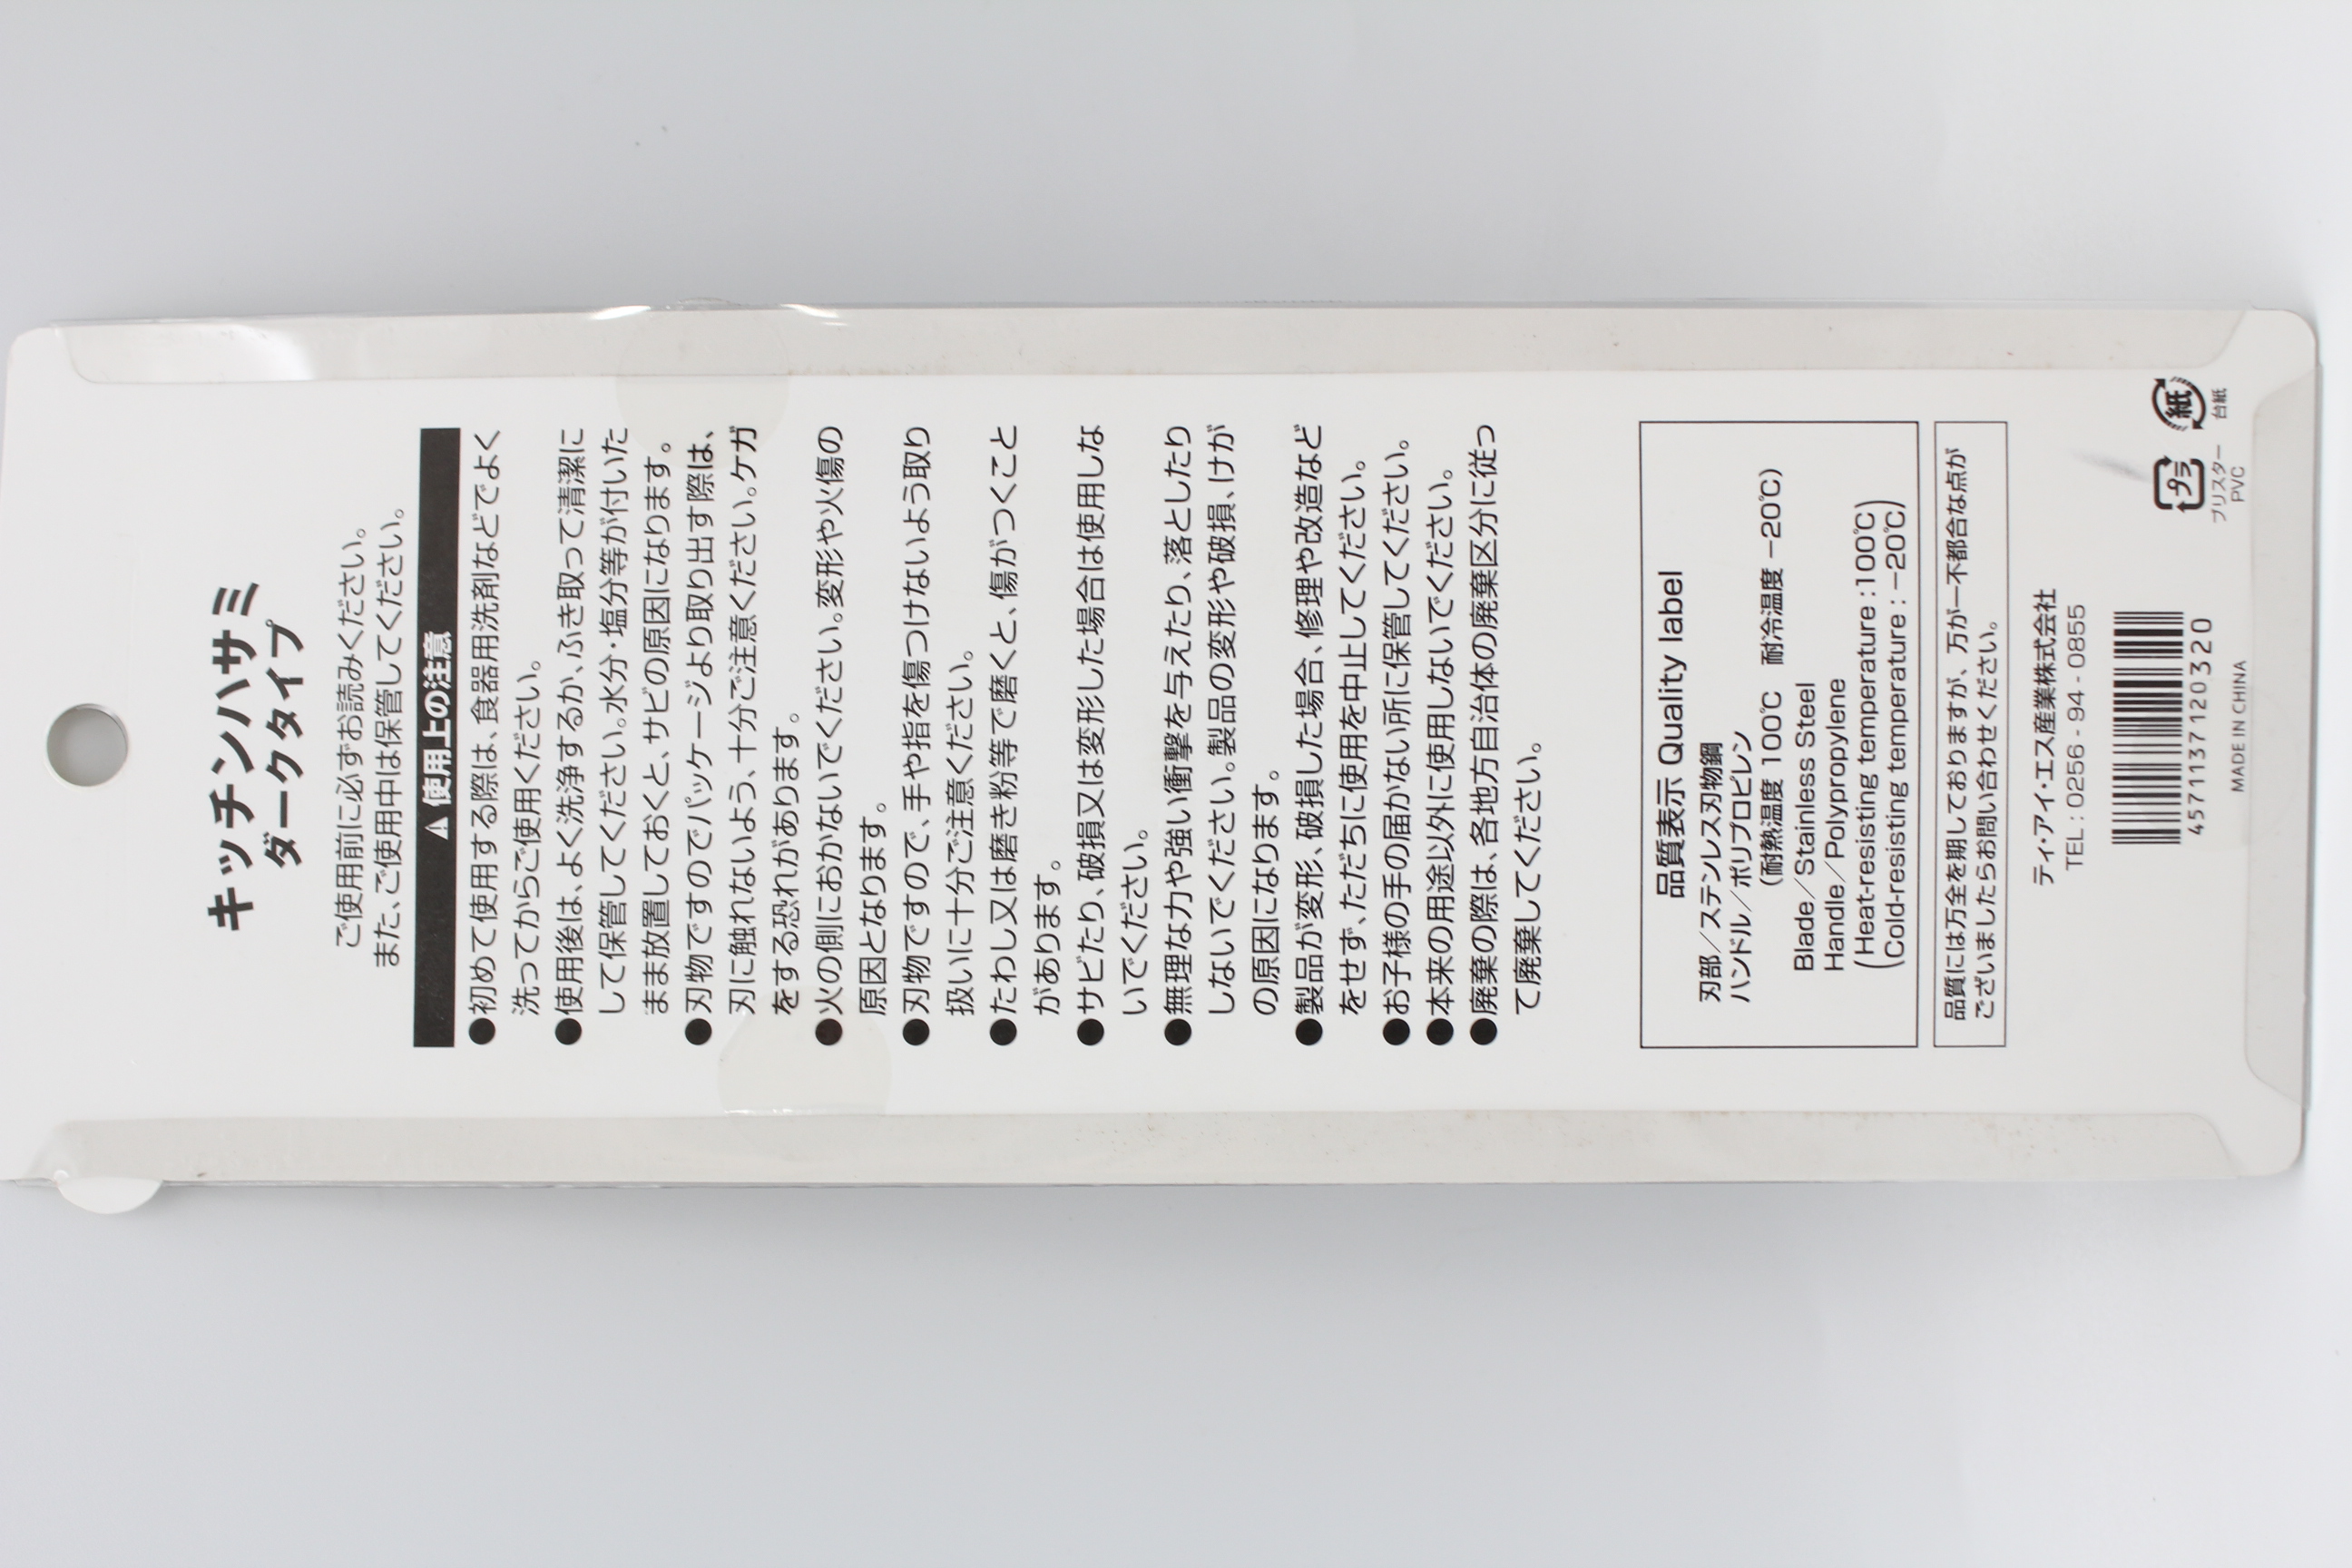 キッチンハサミ
ダークタイプ
ご使用前に必ずお読みください。
また、ご使用中は保管してください。
⚠ 使用上の注意
●初めて使用する際は、食器用洗剤などでよく
洗ってからご使用ください。
●使用後は、よく洗浄するか、ふき取って清潔に
して保管してください。水分・塩分等が付いた
まま放置しておくと、サビの原因になります。
●刃物ですのでパッケージより取り出す際は、
刃に触れないよう、十分ご注意ください。ケガ
をする恐れがあります。
●火の側におかないでください。変形や火傷の
原因となります。
●刃物ですので、手や指を傷つけないよう取り
扱いに十分ご注意ください。
●たわし又は磨き粉等で磨くと、傷がつくこと
があります。
●サビたり、破損又は変形した場合は使用しな
いでください。
●無理な力や強い衝撃を与えたり、落としたり
しないでください。製品の変形や破損、けが
の原因になります。
●製品が変形、破損した場合、修理や改造など
をせず、ただちに使用を中止してください。
●お子様の手の届かない所に保管してください。
●本来の用途以外に使用しないでください。
●廃棄の際は、各地方自治体の廃棄区分に従っ
て廃棄してください。
品質表示 Quality label
刃部／ステンレス刃物鋼
ハンドル／ポリプロピレン
(耐熱温度 100℃ 耐冷温度 −20℃)
Blade／Stainless Steel
Handle／Polypropylene
(Heat-resisting temperature : 100℃)
(Cold-resisting temperature : −20℃)
品質には万全を期しておりますが、万が一不都合な点が
ございましたらお問い合わせください。
ティ・アイ・エス産業株式会社
TEL : 0256 - 94 - 0855
4571137120320
MADE IN CHINA
プラ
ブリスター
PVC
紙
台紙